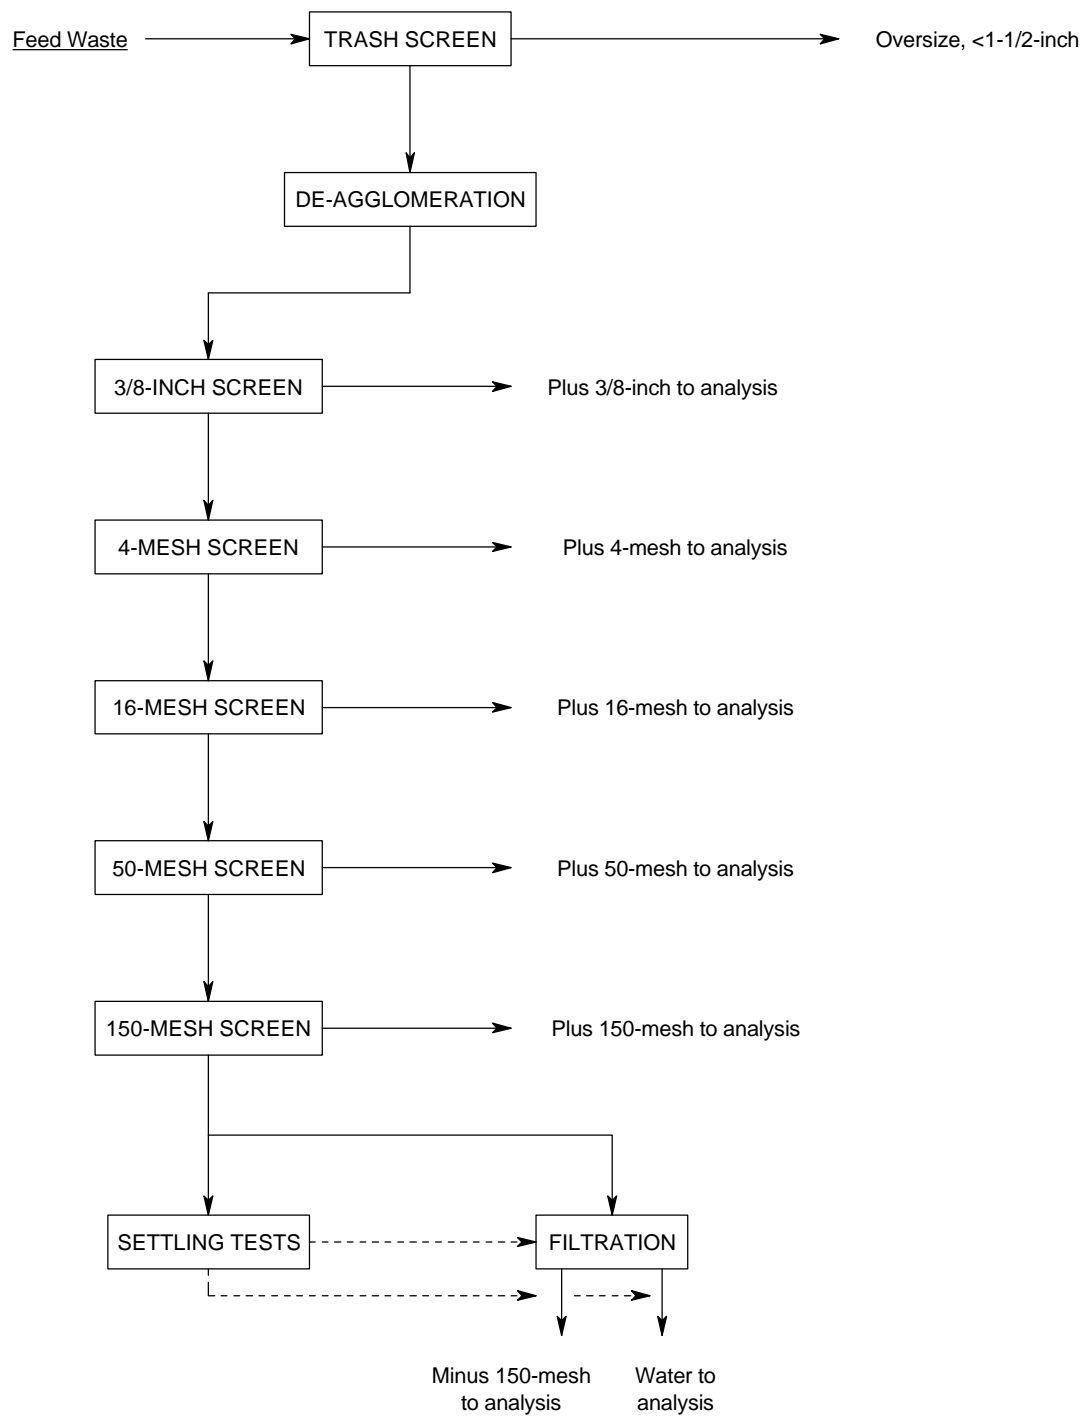 Feed Waste
TRASH SCREEN
Oversize, <1-1/2-inch
DE-AGGLOMERATION
3/8-INCH SCREEN
Plus 3/8-inch to analysis
4-MESH SCREEN
Plus 4-mesh to analysis
16-MESH SCREEN
Plus 16-mesh to analysis
50-MESH SCREEN
Plus 50-mesh to analysis
150-MESH SCREEN
Plus 150-mesh to analysis
SETTLING TESTS
FILTRATION
Minus 150-mesh
to analysis
Water to
analysis